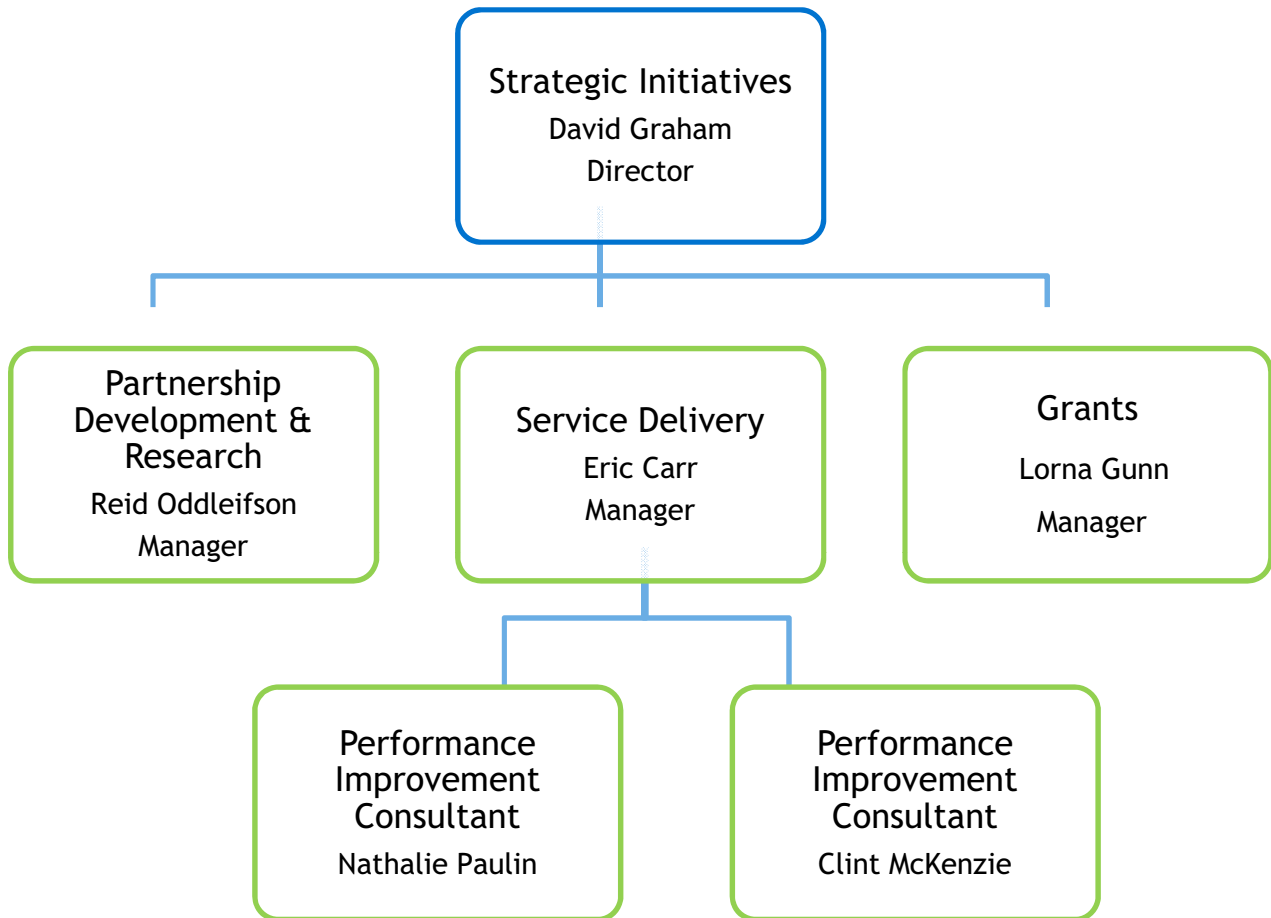 Strategic Initiatives
David Graham
Director
Partnership
Development &
Research
Reid Oddleifson
Manager
Service Delivery
Eric Carr
Manager
Grants
Lorna Gunn
Manager
Performance
Improvement
Consultant
Nathalie Paulin
Performance
Improvement
Consultant
Clint McKenzie